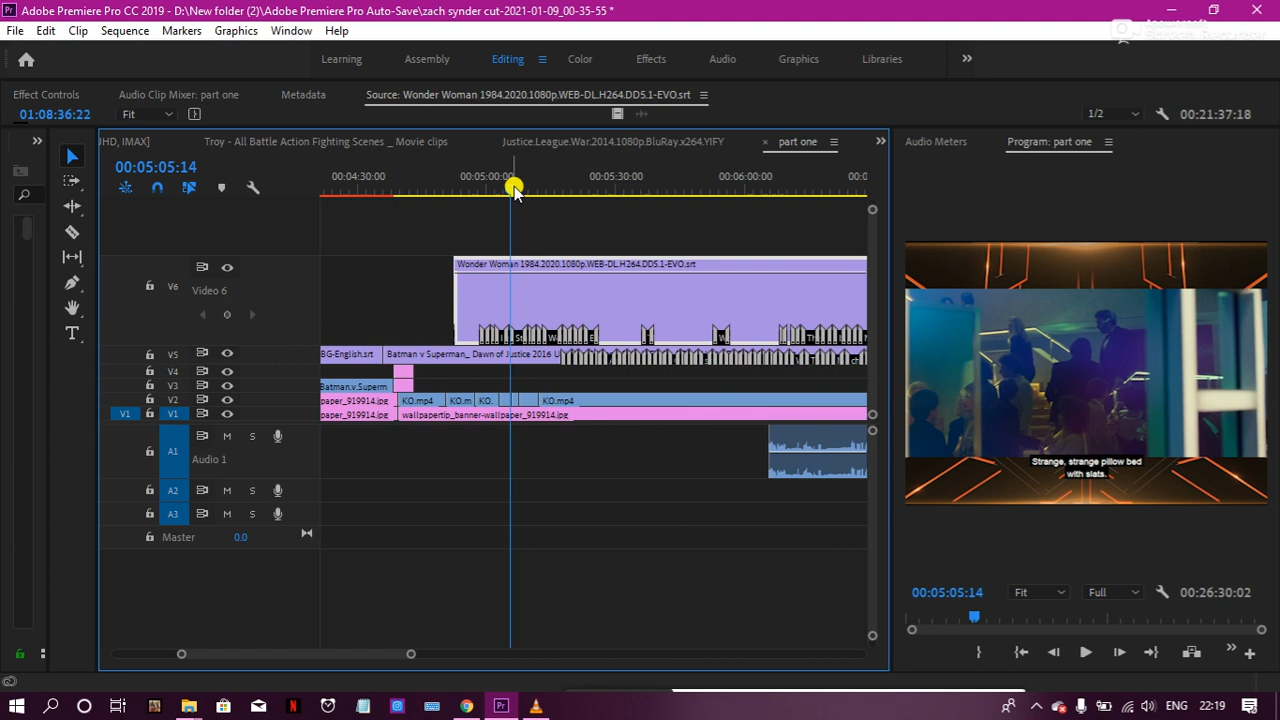 Adobe Premiere Pro CC 2019 - D:\New folder (2)\Adobe Premiere Pro Auto-Save\zach synder cut-2021-01-09_00-35-55 *
File Edit Clip Sequence Markers Graphics Window Help
Screen Recorder
Learning Assembly Editing Color Effects Audio Graphics Libraries
Effect Controls Audio Clip Mixer: part one Metadata Source: Wonder Woman 1984.2020.1080p.WEB-DL.H264.DD5.1-EVO.srt
01:08:36:22 Fit 1/2 00:21:37:18
JHD, IMAX] Troy - All Battle Action Fighting Scenes _ Movie clips Justice.League.War.2014.1080p.BluRay.x264.YIFY × part one Audio Meters Program: part one
00:05:05:14
00:04:30:00 00:05:00:00 00:05:30:00 00:06:00:00 00:0
Wonder Woman 1984.2020.1080p.WEB-DL.H264.DD5.1-EVO.srt
V6 Video 6
V5 BG-English.srt Batman v Superman_ Dawn of Justice 2016 U
V4
V3 Batman.v.Superm
V2 paper_919914.jpg KO.mp4 KO.m KO. KO.mp4
V1 V1 paper_919914.jpg wallpapertip_banner-wallpaper_919914.jpg
A1 M S
Audio 1
A2 M S
A3 M S
Master 0.0
Strange, strange pillow bed
with slats.
00:05:05:14 Fit Full 00:26:30:02
Pr ENG 22:19